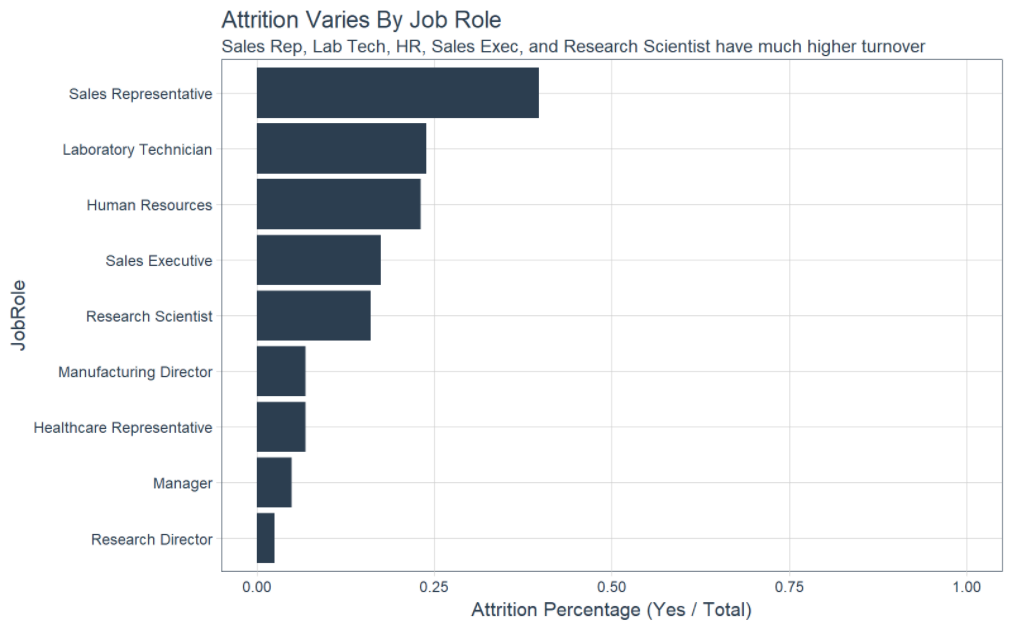 Attrition Varies By Job Role
Sales Rep, Lab Tech, HR, Sales Exec, and Research Scientist have much higher turnover
JobRole
Sales Representative
Laboratory Technician
Human Resources
Sales Executive
Research Scientist
Manufacturing Director
Healthcare Representative
Manager
Research Director
0.00 0.25 0.50 0.75 1.00
Attrition Percentage (Yes / Total)